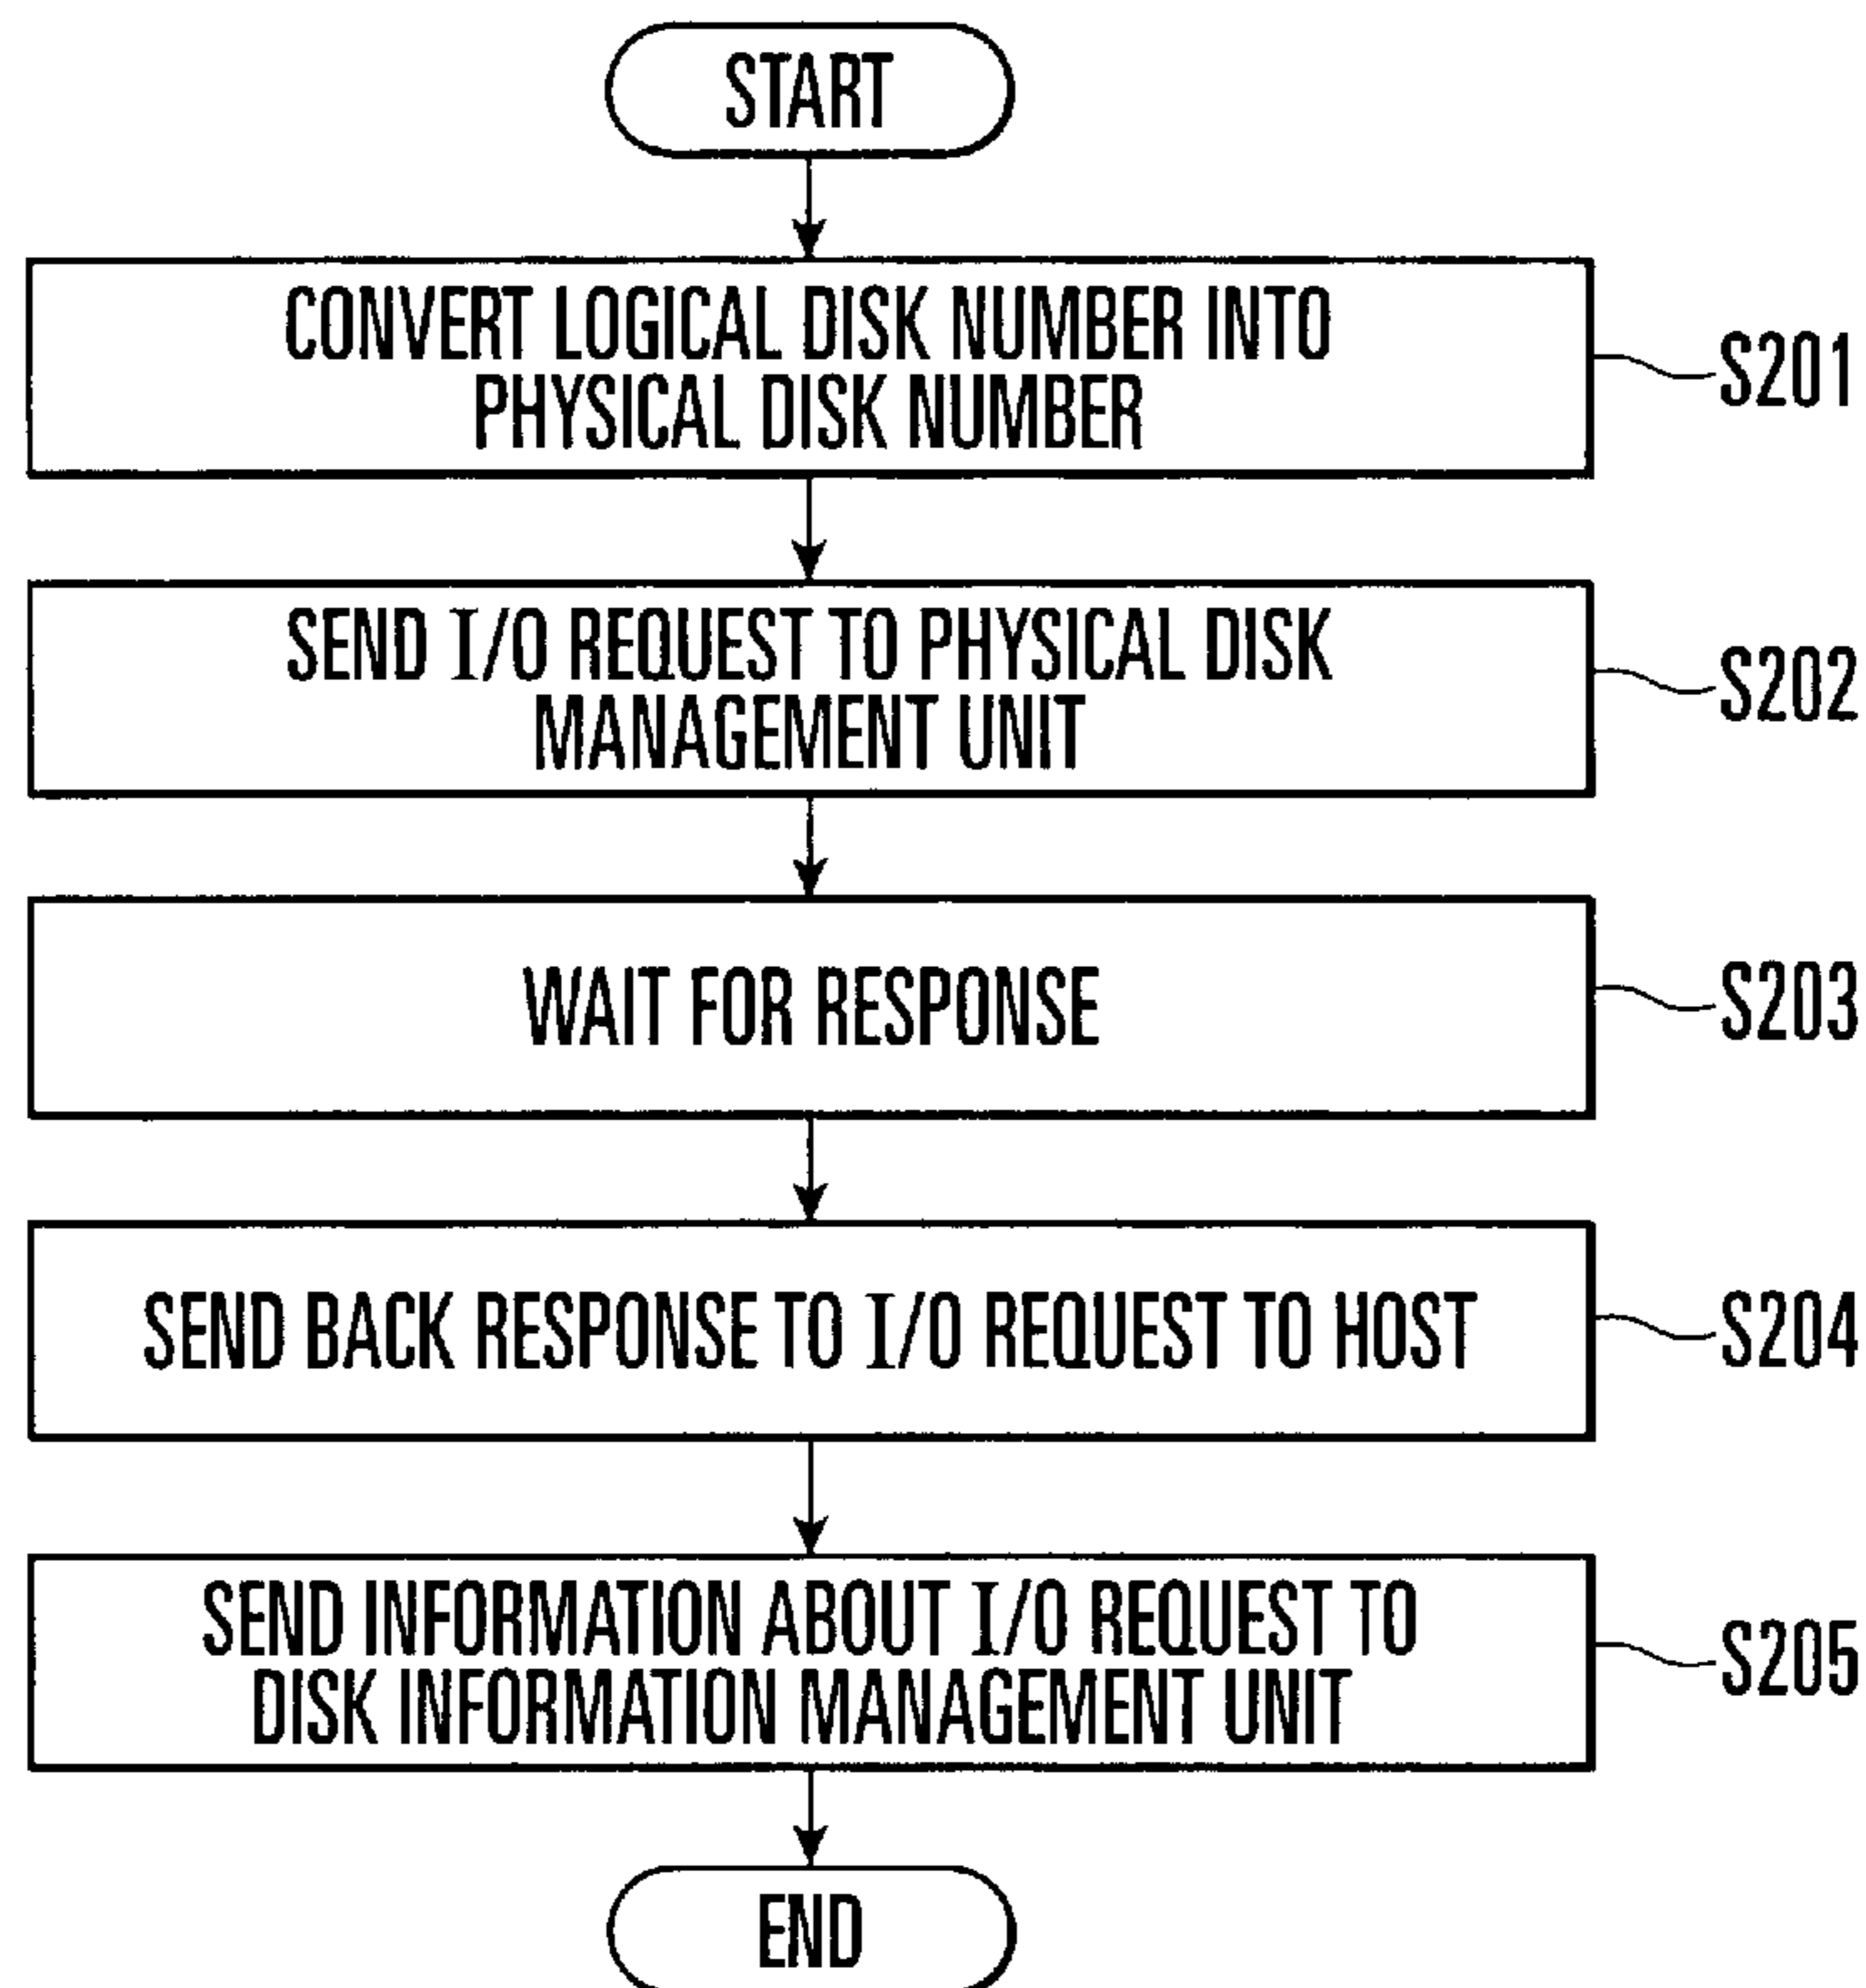 START
CONVERT LOGICAL DISK NUMBER INTO
PHYSICAL DISK NUMBER
S201
SEND I/O REQUEST TO PHYSICAL DISK
MANAGEMENT UNIT
S202
WAIT FOR RESPONSE
S203
SEND BACK RESPONSE TO I/O REQUEST TO HOST
S204
SEND INFORMATION ABOUT I/O REQUEST TO
DISK INFORMATION MANAGEMENT UNIT
S205
END